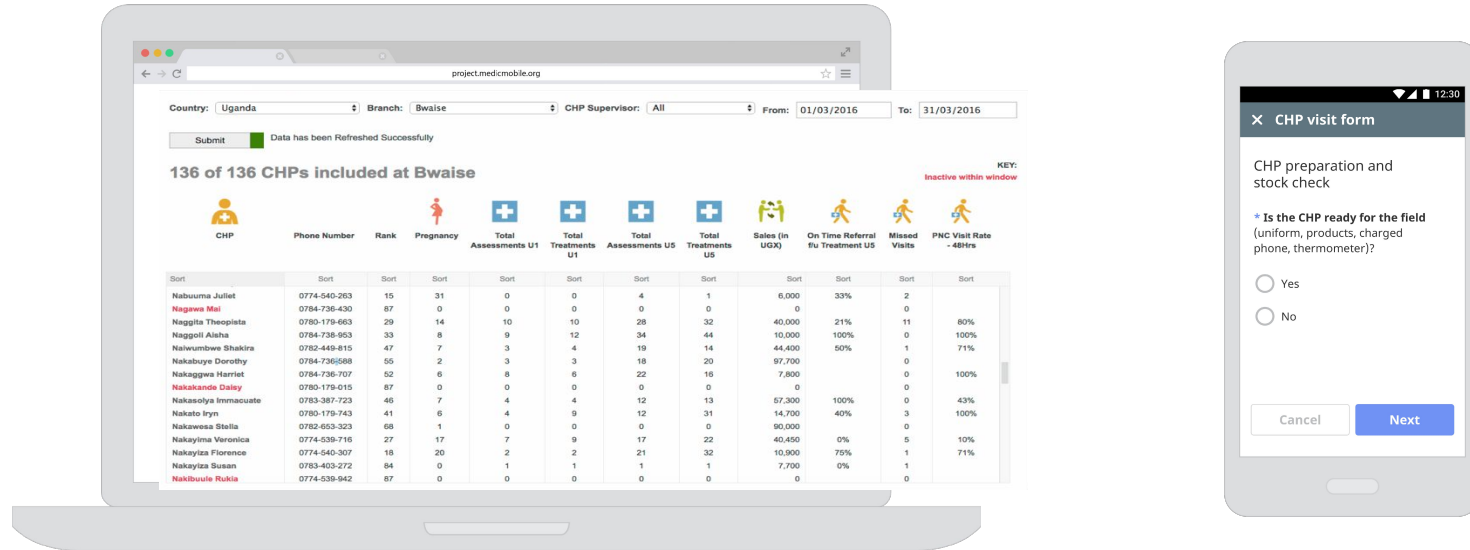 project.medicmobile.org
Country: Uganda Branch: Bwaise CHP Supervisor: All From: 01/03/2016 To: 31/03/2016
Submit Data has been Refreshed Successfully
136 of 136 CHPs included at Bwaise
KEY:
Inactive within window
CHP Phone Number Rank Pregnancy Total Assessments U1 Total Treatments U1 Total Assessments U5 Total Treatments U5 Sales (in UGX) On Time Referral f/u Treatment U5 Missed Visits PNC Visit Rate - 48Hrs
Sort Sort Sort Sort Sort Sort Sort Sort Sort Sort Sort Sort
Nabuuma Juliet 0774-540-263 15 31 0 0 4 1 6,000 33% 2
Nagawa Mai 0784-736-430 87 0 0 0 0 0 0 0
Naggita Theopista 0780-179-663 29 14 10 10 28 32 40,000 21% 11 80%
Naggoli Aisha 0784-738-953 33 8 9 12 34 44 10,000 100% 0 100%
Naiwumbwe Shakira 0782-449-815 47 7 3 4 19 14 44,400 50% 1 71%
Nakabuye Dorothy 0784-736-588 55 2 3 3 18 20 97,700 0
Nakaggwa Harriet 0784-736-707 52 6 8 6 22 16 7,800 0 100%
Nakakande Daisy 0780-179-015 87 0 0 0 0 0 0 0
Nakasolya Immacuate 0783-387-723 46 7 4 4 12 13 57,300 100% 0 43%
Nakato Iryn 0780-179-743 41 6 4 9 12 31 14,700 40% 3 100%
Nakawesa Stella 0782-653-323 68 1 0 0 0 0 90,000 0
Nakayima Veronica 0774-539-716 27 17 7 9 17 22 40,450 0% 5 10%
Nakayiza Florence 0774-540-307 18 20 2 2 21 32 10,900 75% 1 71%
Nakayiza Susan 0783-403-272 84 0 1 1 1 1 7,700 0% 1
Nakibuule Rukia 0774-539-942 87 0 0 0 0 0 0 0
12:30
CHP visit form
CHP preparation and
stock check
* Is the CHP ready for the field
(uniform, products, charged
phone, thermometer)?
Yes
No
Cancel Next